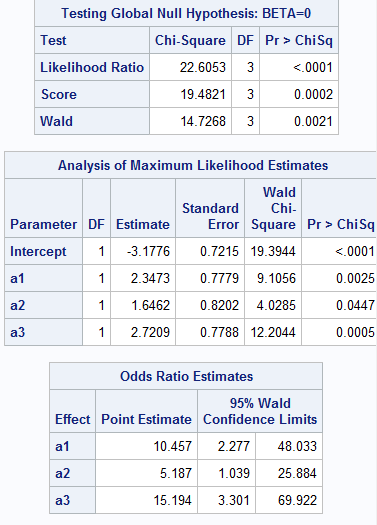 Testing Global Null Hypothesis: BETA=0
Test Chi-Square DF Pr > ChiSq
Likelihood Ratio 22.6053 3 <.0001
Score 19.4821 3 0.0002
Wald 14.7268 3 0.0021
Analysis of Maximum Likelihood Estimates
Parameter DF Estimate Standard Error Wald Chi-Square Pr > ChiSq
Intercept 1 -3.1776 0.7215 19.3944 <.0001
a1 1 2.3473 0.7779 9.1056 0.0025
a2 1 1.6462 0.8202 4.0285 0.0447
a3 1 2.7209 0.7788 12.2044 0.0005
Odds Ratio Estimates
Effect Point Estimate 95% Wald Confidence Limits
a1 10.457 2.277 48.033
a2 5.187 1.039 25.884
a3 15.194 3.301 69.922